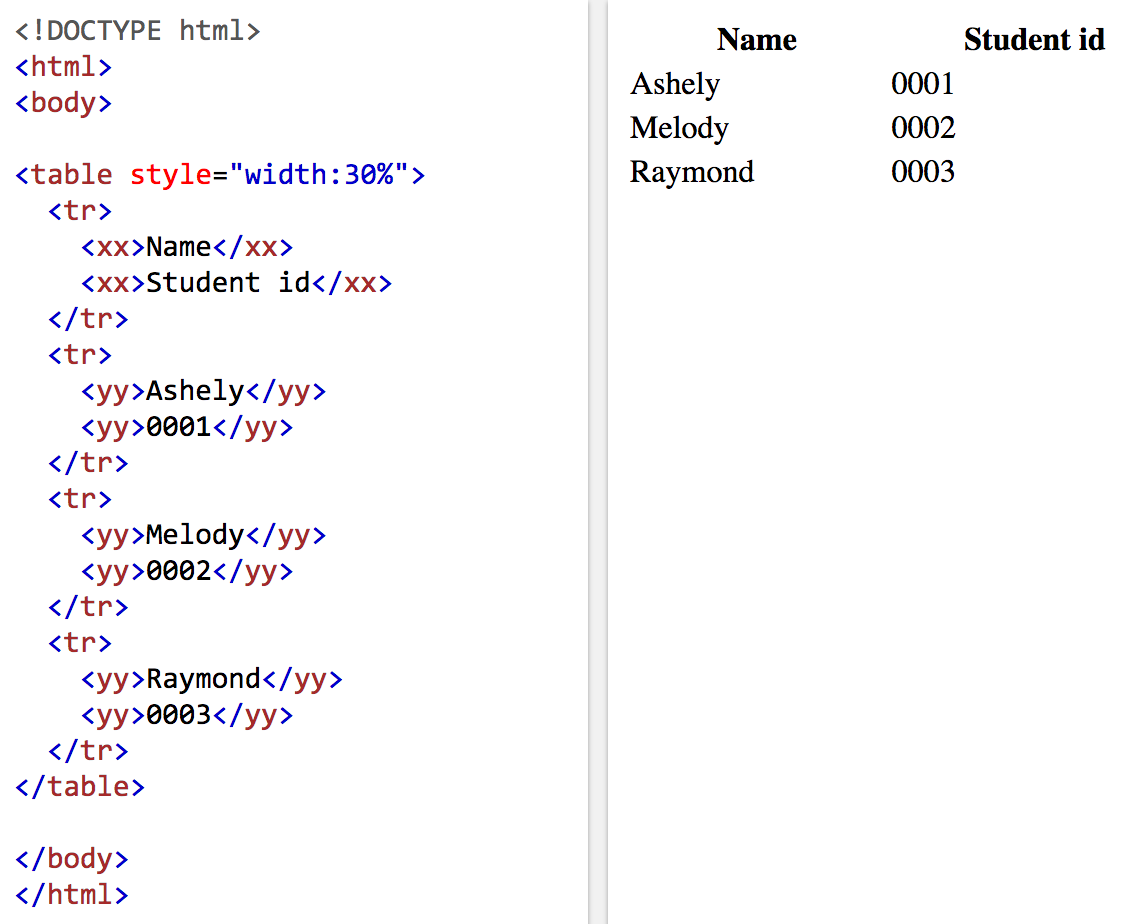 <!DOCTYPE html>
<html>
<body>
<table style="width:30%">
<tr>
<xx>Name</xx>
<xx>Student id</xx>
</tr>
<tr>
<yy>Ashely</yy>
<yy>0001</yy>
</tr>
<tr>
<yy>Melody</yy>
<yy>0002</yy>
</tr>
<tr>
<yy>Raymond</yy>
<yy>0003</yy>
</tr>
</table>
</body>
</html>
Name Student id
Ashely 0001
Melody 0002
Raymond 0003